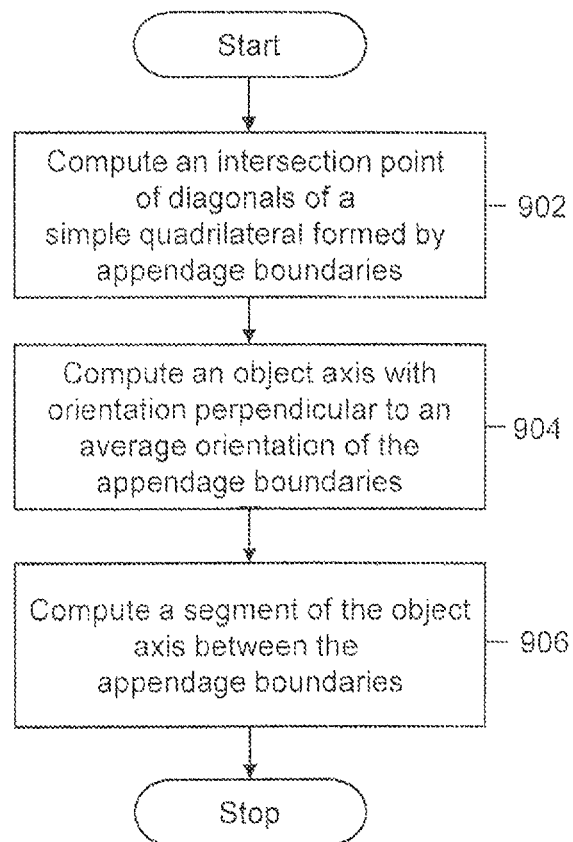 Start
Compute an intersection point
of diagonals of a
simple quadrilateral formed by
appendage boundaries
902
Compute an object axis with
orientation perpendicular to an
average orientation of the
appendage boundaries
904
Compute a segment of the object
axis between the
appendage boundaries
906
Stop